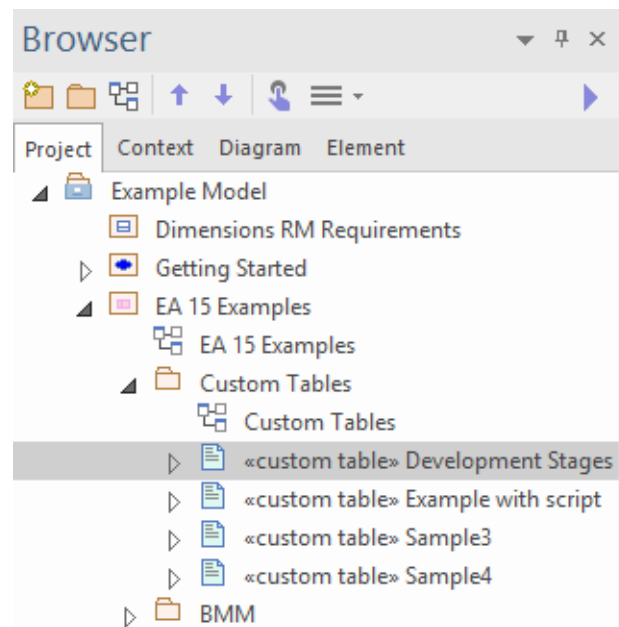 Browser
Project Context Diagram Element
Example Model
Dimensions RM Requirements
Getting Started
EA 15 Examples
EA 15 Examples
Custom Tables
Custom Tables
«custom table» Development Stages
«custom table» Example with script
«custom table» Sample3
«custom table» Sample4
BMM